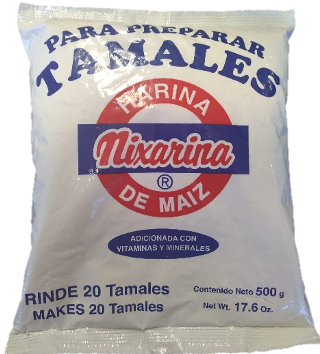 PARA PREPARAR
TAMALES
HARINA
Nixarina
®
DE MAIZ
ADICIONADA CON
VITAMINAS Y MINERALES
RINDE 20 Tamales
MAKES 20 Tamales
Contenido Neto 500 g
Net Wt. 17.6 Oz.